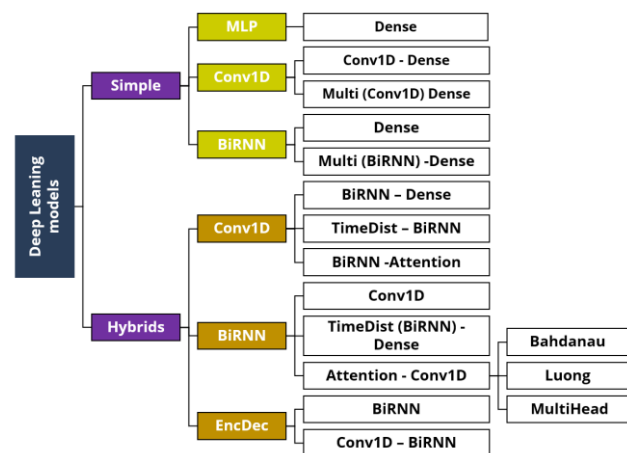 Deep Leaning
models
Simple
MLP
Dense
Conv1D
Conv1D - Dense
Multi (Conv1D) Dense
BiRNN
Dense
Multi (BiRNN) -Dense
Hybrids
Conv1D
BiRNN – Dense
TimeDist – BiRNN
BiRNN -Attention
BiRNN
Conv1D
TimeDist (BiRNN) -
Dense
Attention - Conv1D
Bahdanau
Luong
MultiHead
EncDec
BiRNN
Conv1D – BiRNN